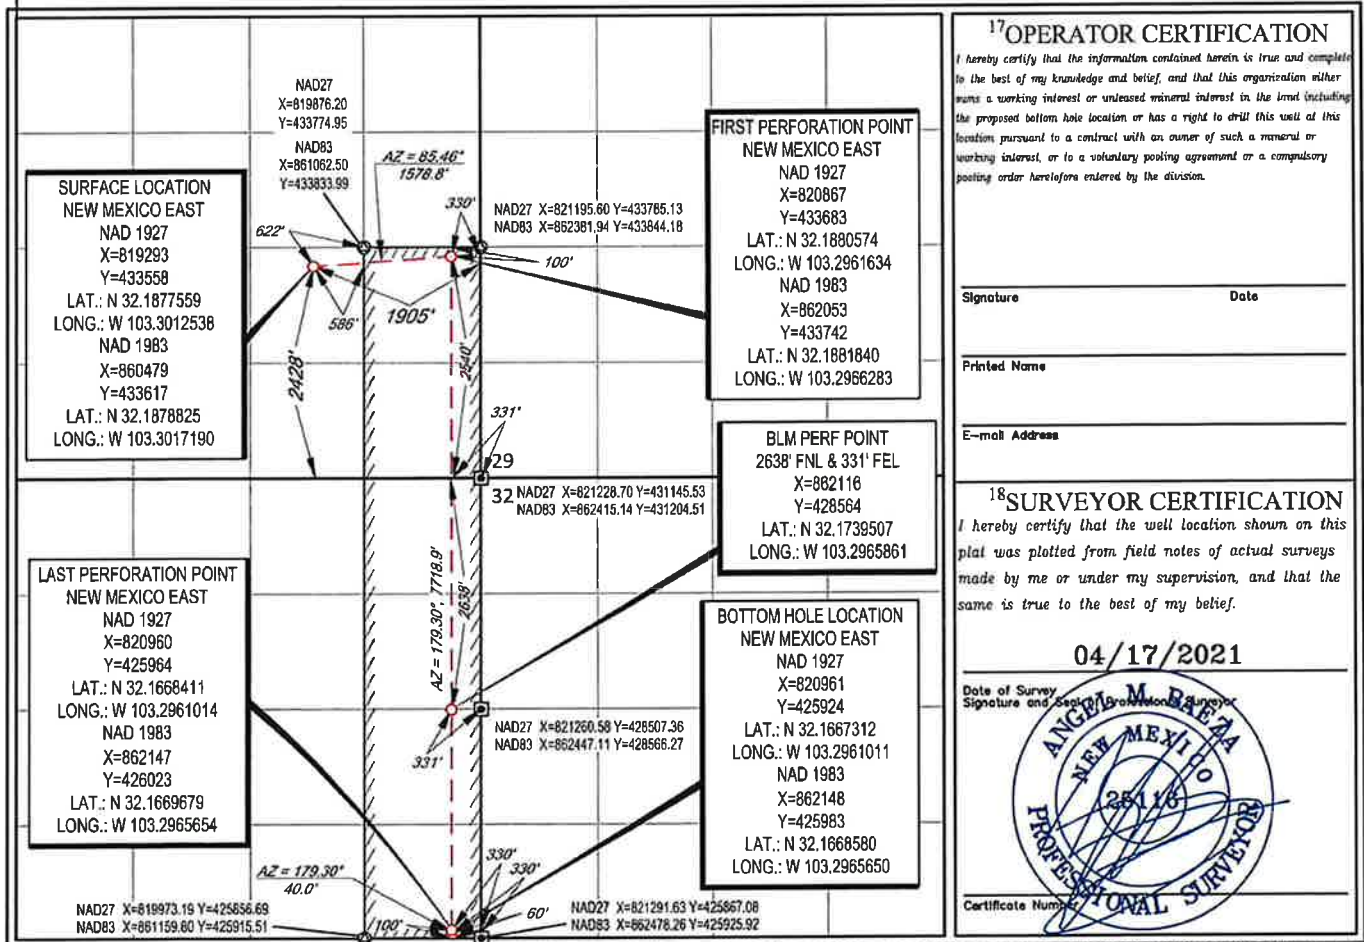 NAD27
X=819876.20
Y=433774.95
NAD83
X=861062.50
Y=433833.99
AZ = 85.46°
1578.8'
330'
NAD27 X=821195.60 Y=433785.13
NAD83 X=862381.94 Y=433844.18
622'
100'
586'
1905'
2428'
2540'
331'
29
32
NAD27 X=821228.70 Y=431145.53
NAD83 X=862415.14 Y=431204.51
AZ = 179.30°, 7718.9'
2638'
NAD27 X=821260.58 Y=428507.36
NAD83 X=862447.11 Y=428566.27
331'
AZ = 179.30°
40.0'
330'
330'
NAD27 X=819973.19 Y=425856.69
NAD83 X=861159.80 Y=425915.51
100'
60'
NAD27 X=821291.63 Y=425867.08
NAD83 X=862478.26 Y=425925.92
SURFACE LOCATION
NEW MEXICO EAST
NAD 1927
X=819293
Y=433558
LAT.: N 32.1877559
LONG.: W 103.3012538
NAD 1983
X=860479
Y=433617
LAT.: N 32.1878825
LONG.: W 103.3017190
LAST PERFORATION POINT
NEW MEXICO EAST
NAD 1927
X=820960
Y=425964
LAT.: N 32.1668411
LONG.: W 103.2961014
NAD 1983
X=862147
Y=426023
LAT.: N 32.1669679
LONG.: W 103.2965654
FIRST PERFORATION POINT
NEW MEXICO EAST
NAD 1927
X=820867
Y=433683
LAT.: N 32.1880574
LONG.: W 103.2961634
NAD 1983
X=862053
Y=433742
LAT.: N 32.1881840
LONG.: W 103.2966283
BLM PERF POINT
2638' FNL & 331' FEL
X=862116
Y=428564
LAT.: N 32.1739507
LONG.: W 103.2965861
BOTTOM HOLE LOCATION
NEW MEXICO EAST
NAD 1927
X=820961
Y=425924
LAT.: N 32.1667312
LONG.: W 103.2961011
NAD 1983
X=862148
Y=425983
LAT.: N 32.1668580
LONG.: W 103.2965650
17 OPERATOR CERTIFICATION
I hereby certify that the information contained herein is true and complete
to the best of my knowledge and belief, and that this organization either
owns a working interest or unleased mineral interest in the land including
the proposed bottom hole location or has a right to drill this well at this
location pursuant to a contract with an owner of such a mineral or
working interest, or to a voluntary pooling agreement or a compulsory
pooling order heretofore entered by the division.
Signature Date
Printed Name
E-mail Address
18 SURVEYOR CERTIFICATION
I hereby certify that the well location shown on this
plat was plotted from field notes of actual surveys
made by me or under my supervision, and that the
same is true to the best of my belief.
04/17/2021
Date of Survey
Signature and Seal of Professional Surveyor
ANGEL M. BAEZA
NEW MEXICO
25116
PROFESSIONAL SURVEYOR
Certificate Number